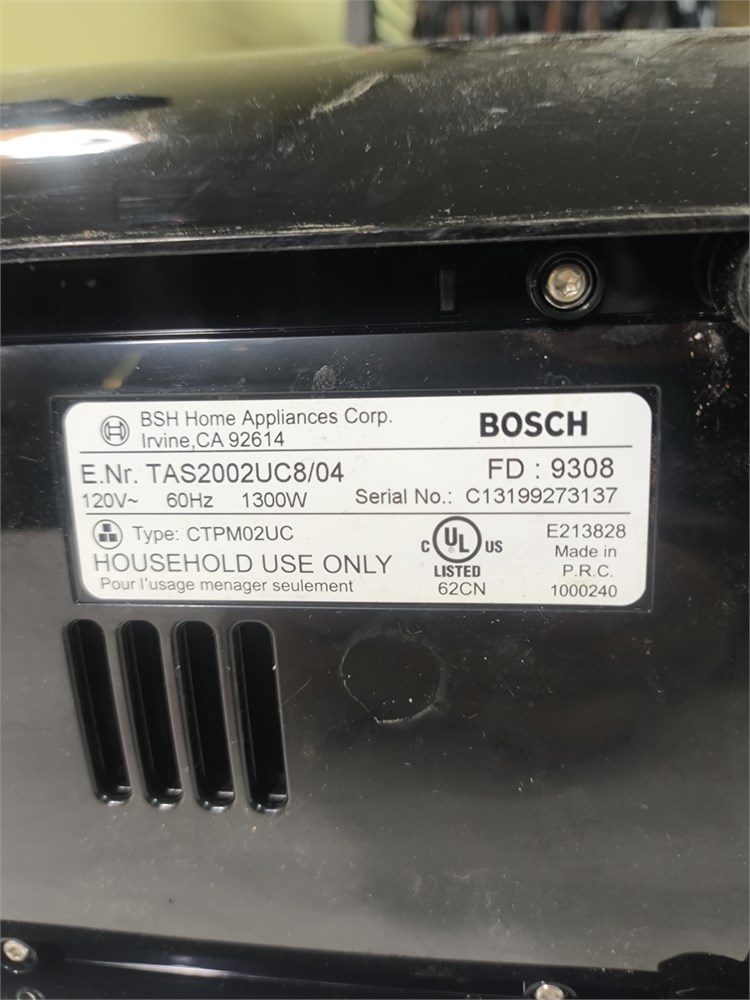 BSH Home Appliances Corp.
Irvine,CA 92614
BOSCH
E.Nr. TAS2002UC8/04
FD : 9308
120V~ 60Hz 1300W
Serial No.: C13199273137
Type: CTPM02UC
HOUSEHOLD USE ONLY
Pour l'usage menager seulement
C UL US
LISTED
62CN
E213828
Made in
P.R.C.
1000240